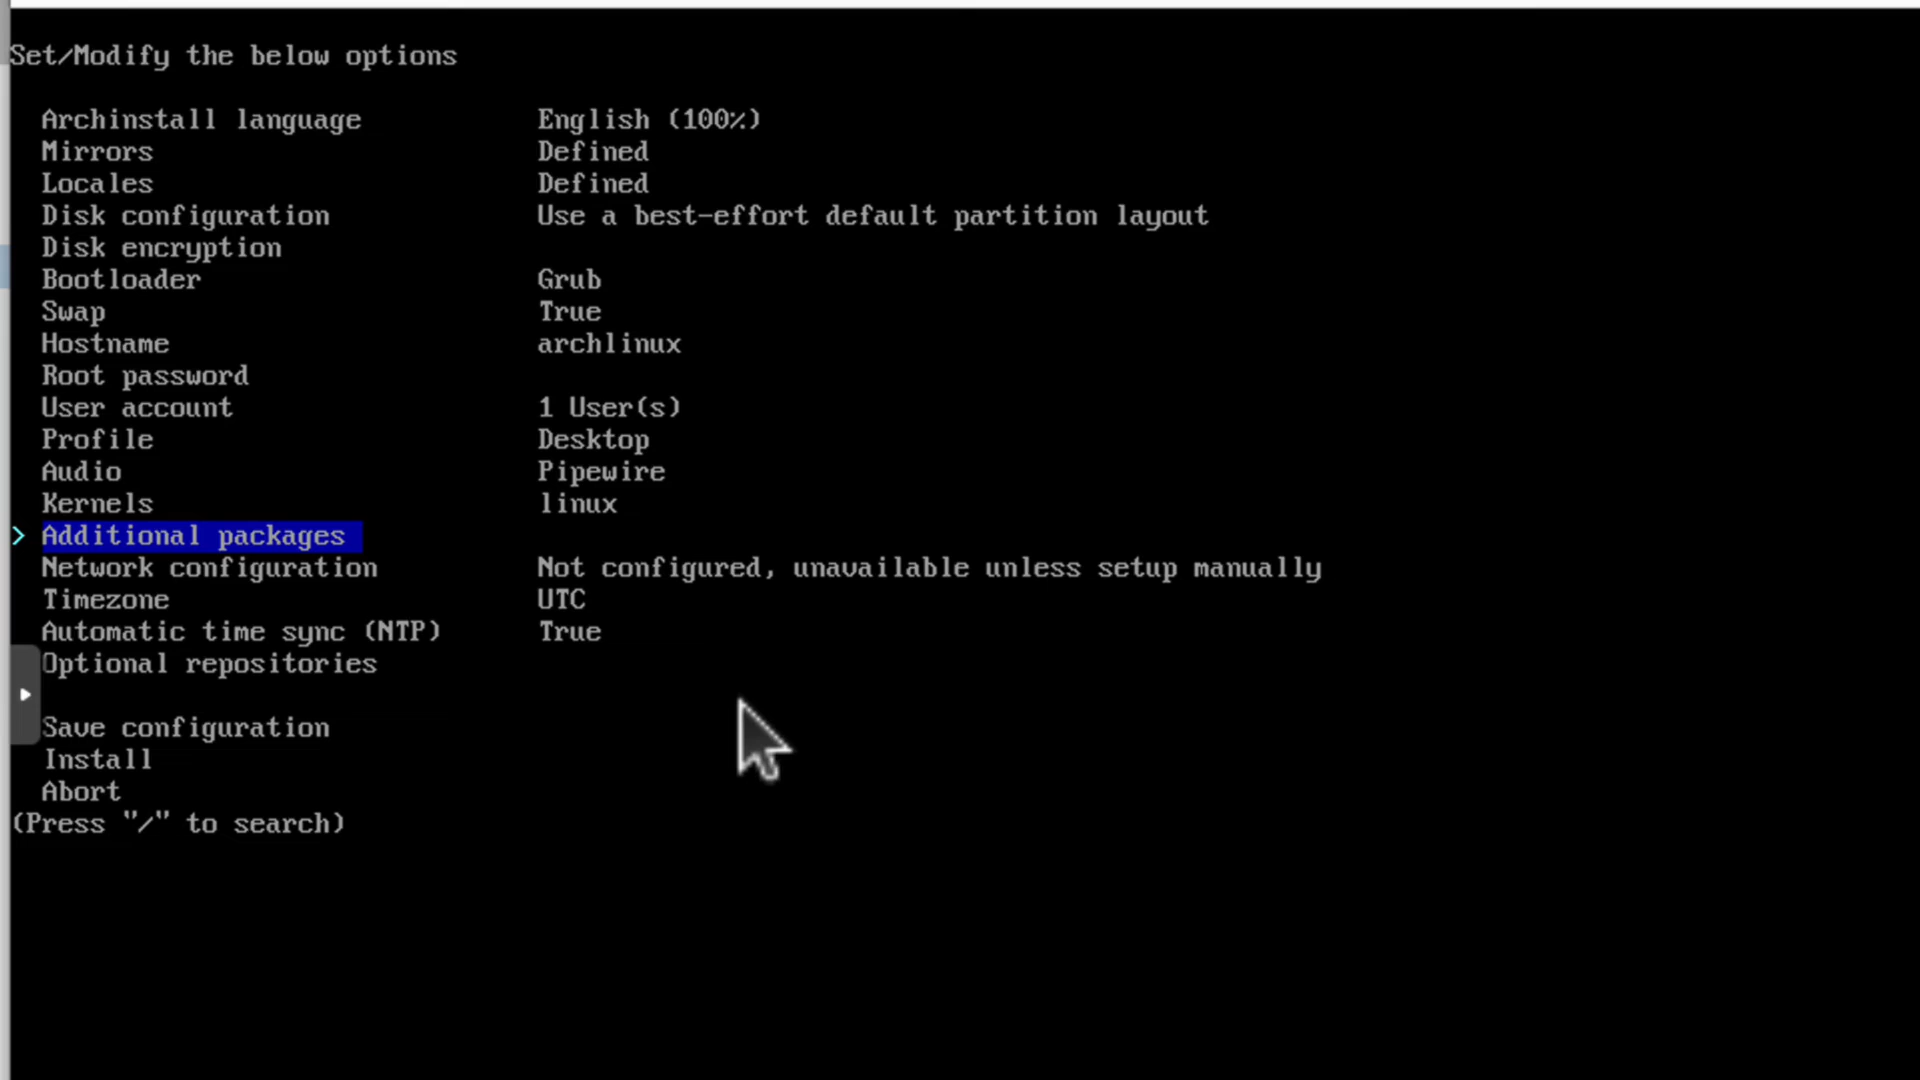 Set/Modify the below options
Archinstall language English (100%)
Mirrors Defined
Locales Defined
Disk configuration Use a best-effort default partition layout
Disk encryption
Bootloader Grub
Swap True
Hostname archlinux
Root password
User account 1 User(s)
Profile Desktop
Audio Pipewire
Kernels linux
> Additional packages
Network configuration Not configured, unavailable unless setup manually
Timezone UTC
Automatic time sync (NTP) True
Optional repositories
Save configuration
Install
Abort
(Press "/" to search)